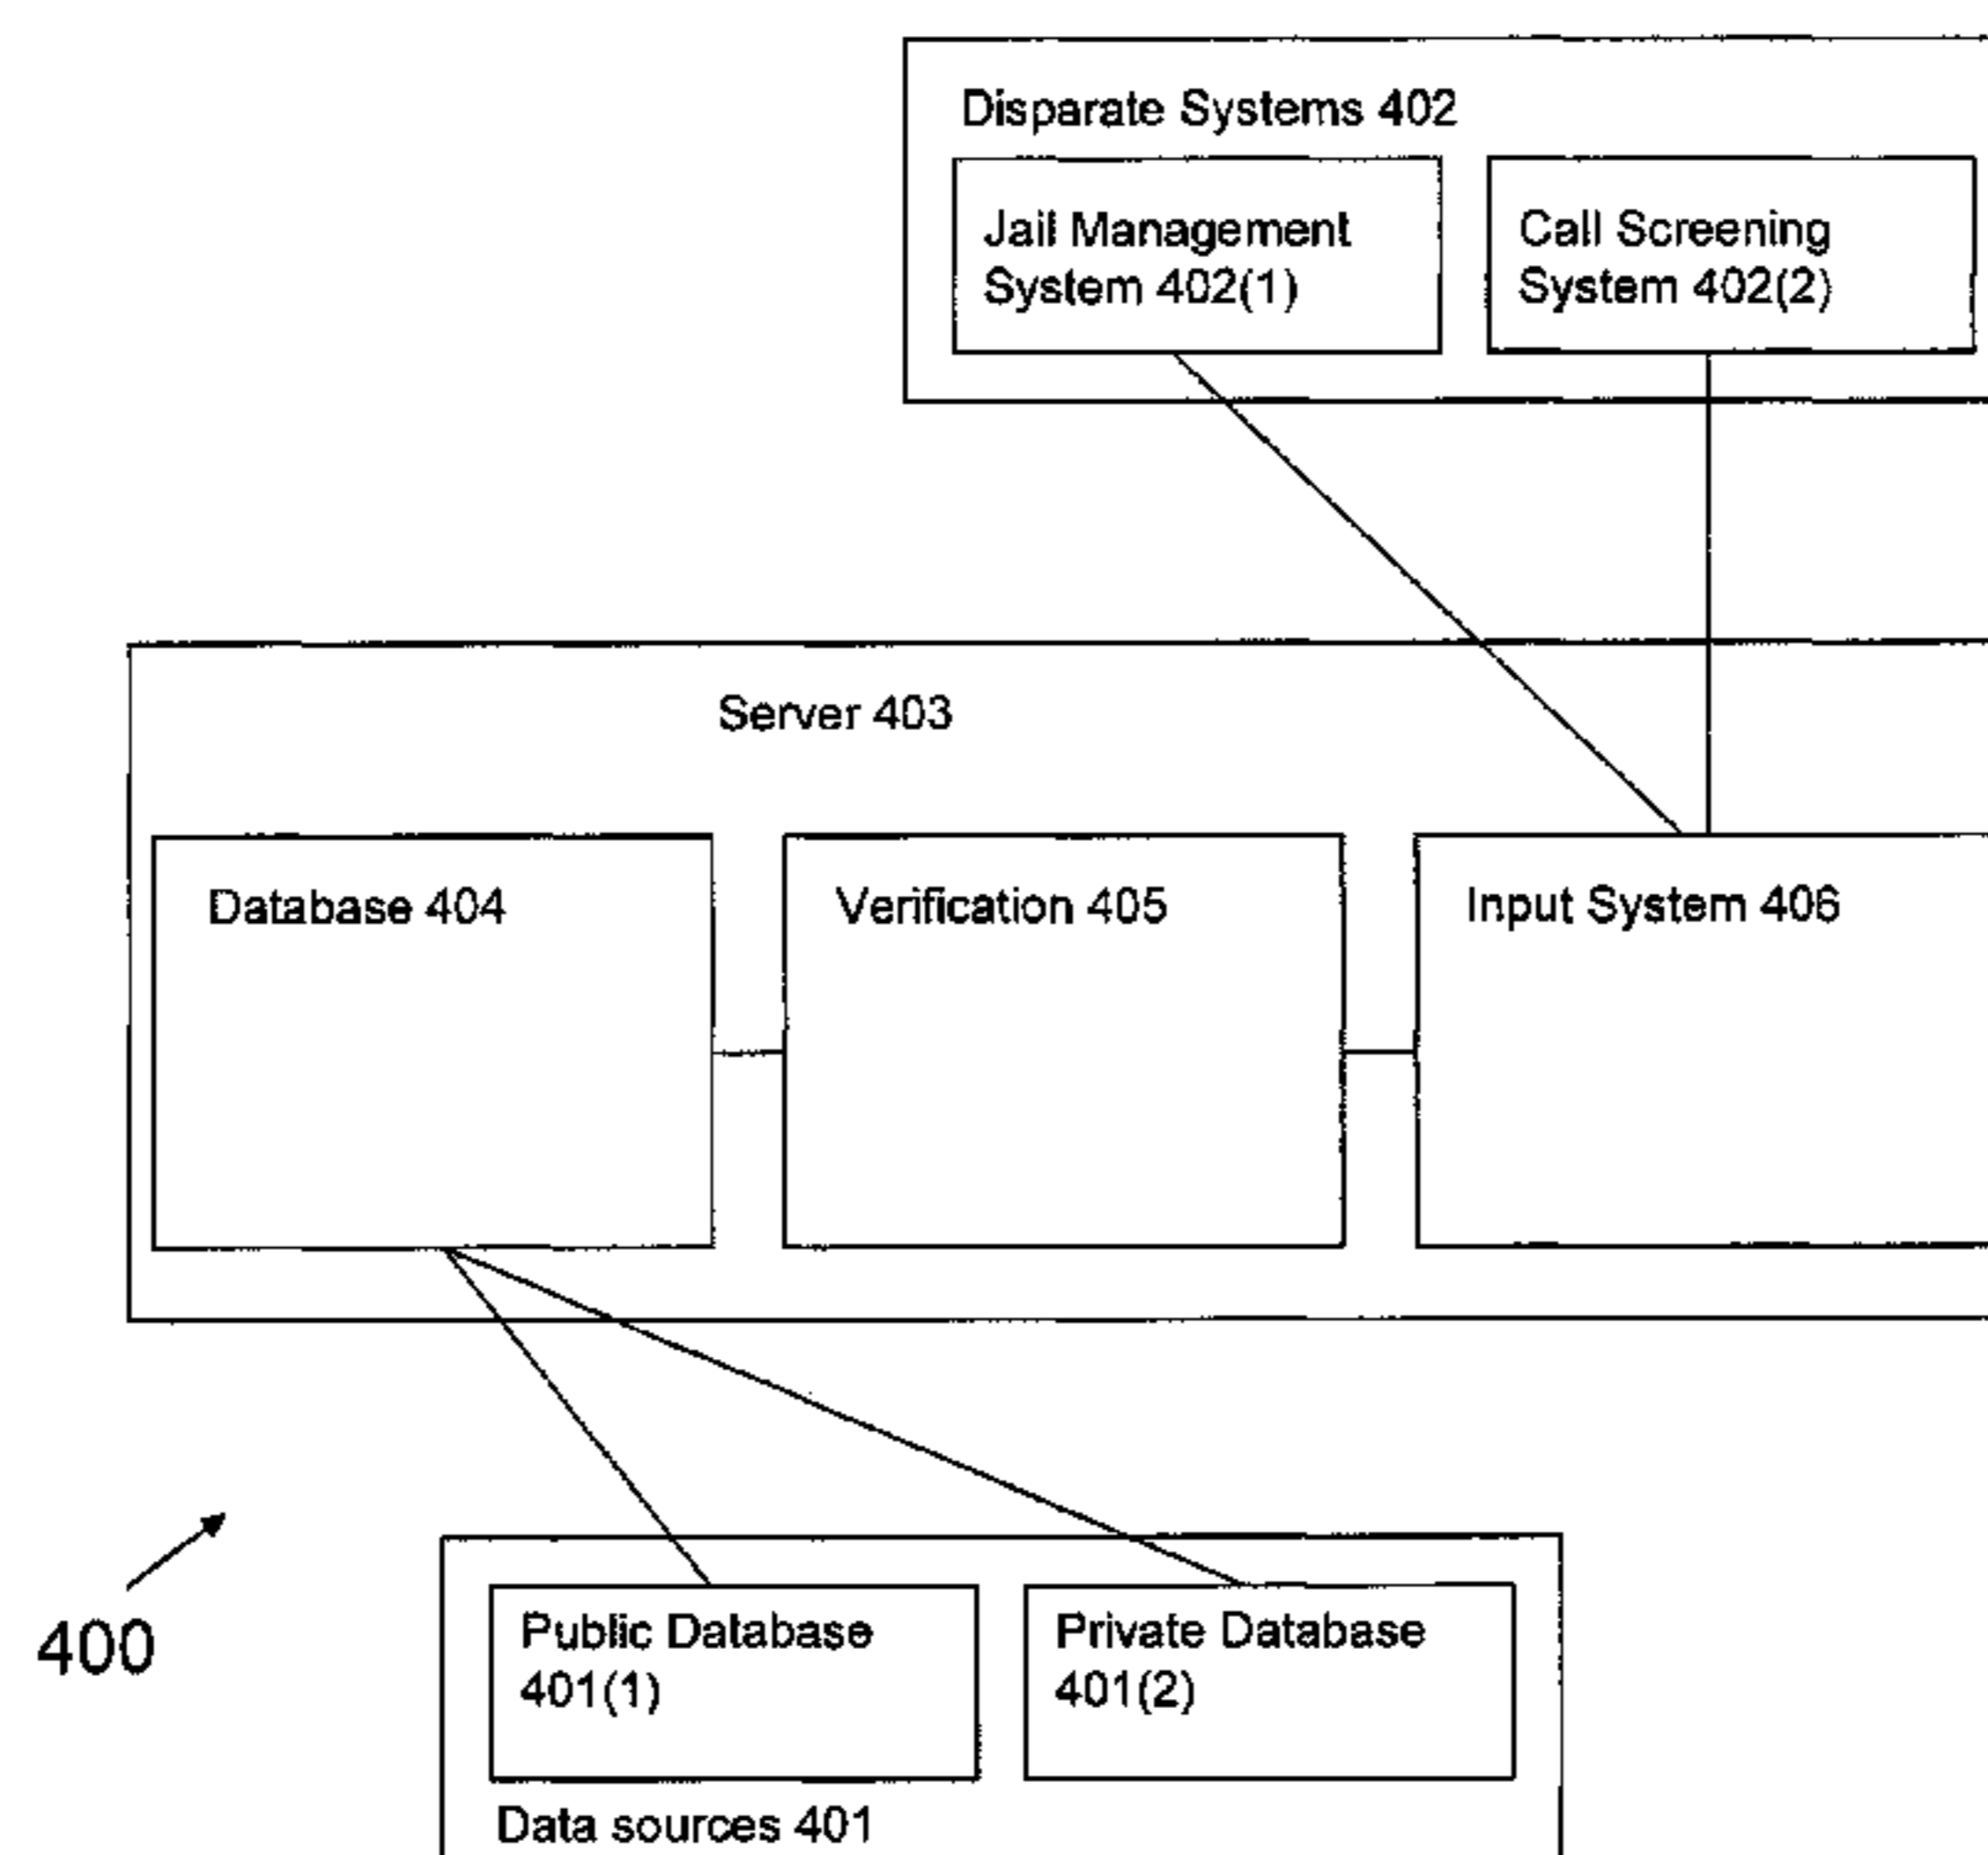 Disparate Systems 402
Jail Management
System 402(1)
Call Screening
System 402(2)
Server 403
Database 404
Verification 405
Input System 406
400
Public Database
401(1)
Private Database
401(2)
Data sources 401